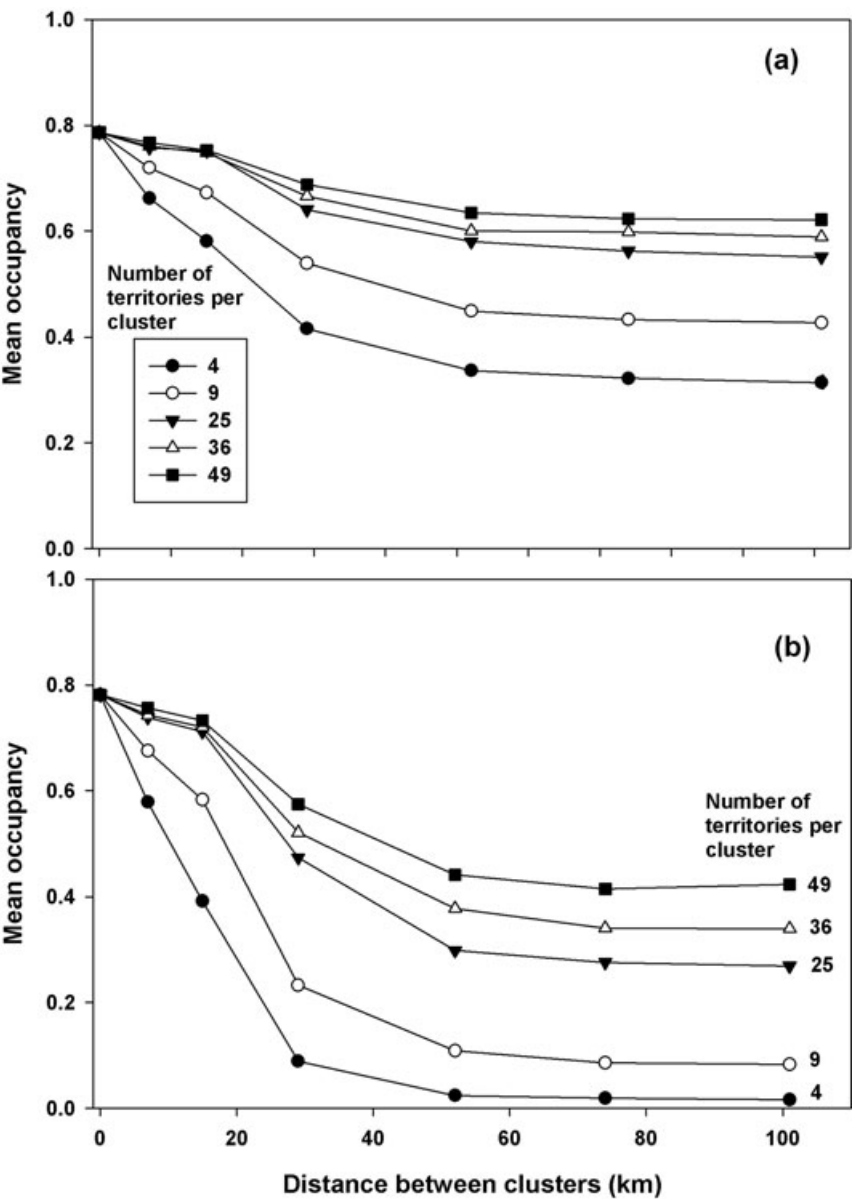 1.0
(a)
0.8
0.6
Number of
territories per
cluster
Mean occupancy
0.4
4
9
25
36
49
0.2
0.0
1.0
(b)
0.8
0.6
Number of
territories per
cluster
Mean occupancy
49
0.4
36
25
0.2
9
4
0.0
0 20 40 60 80 100
Distance between clusters (km)